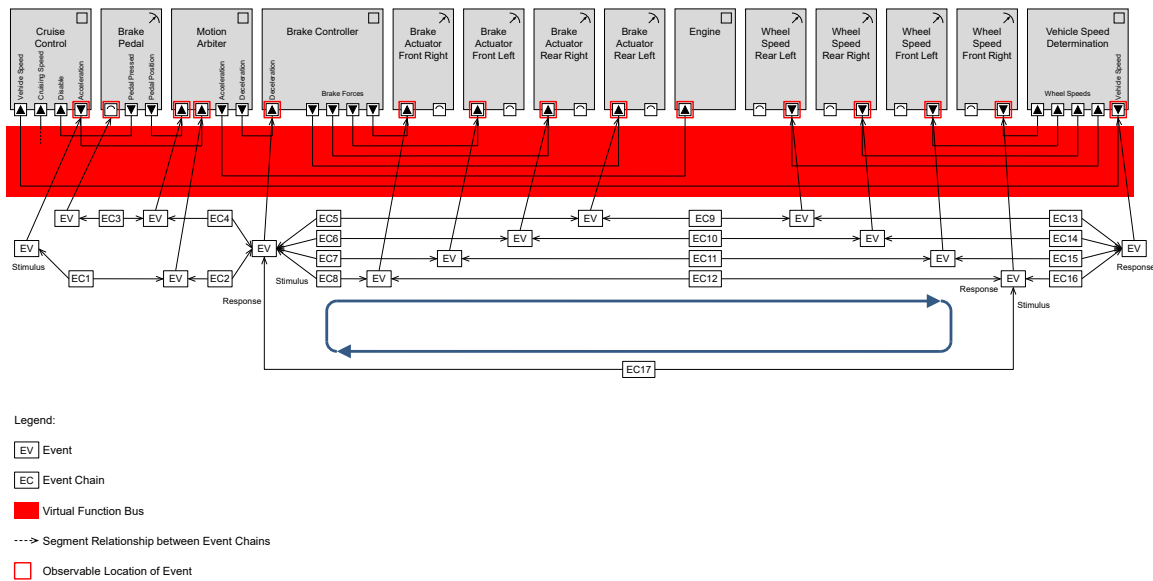 Cruise
Control
Brake
Pedal
Motion
Arbiter
Brake Controller
Brake
Actuator
Front Right
Brake
Actuator
Front Left
Brake
Actuator
Rear Right
Brake
Actuator
Rear Left
Engine
Wheel
Speed
Rear Left
Wheel
Speed
Rear Right
Wheel
Speed
Front Left
Wheel
Speed
Front Right
Vehicle Speed
Determination
Vehicle Speed
Cruising Speed
Disable
Acceleration
Pedal Pressed
Pedal Position
Acceleration
Deceleration
Deceleration
Brake Forces
Wheel Speeds
Vehicle Speed
EV
EC3
EV
EC4
EC5
EV
EC9
EV
EC13
EC6
EV
EC10
EV
EC14
EV
EV
EV
Stimulus
EC7
EV
EC11
EV
EC15
Response
EC1
EV
EC2
Stimulus
EC8
EV
EC12
Response
EV
EC16
Response
Stimulus
EC17
Legend:
EV Event
EC Event Chain
Virtual Function Bus
Segment Relationship between Event Chains
Observable Location of Event